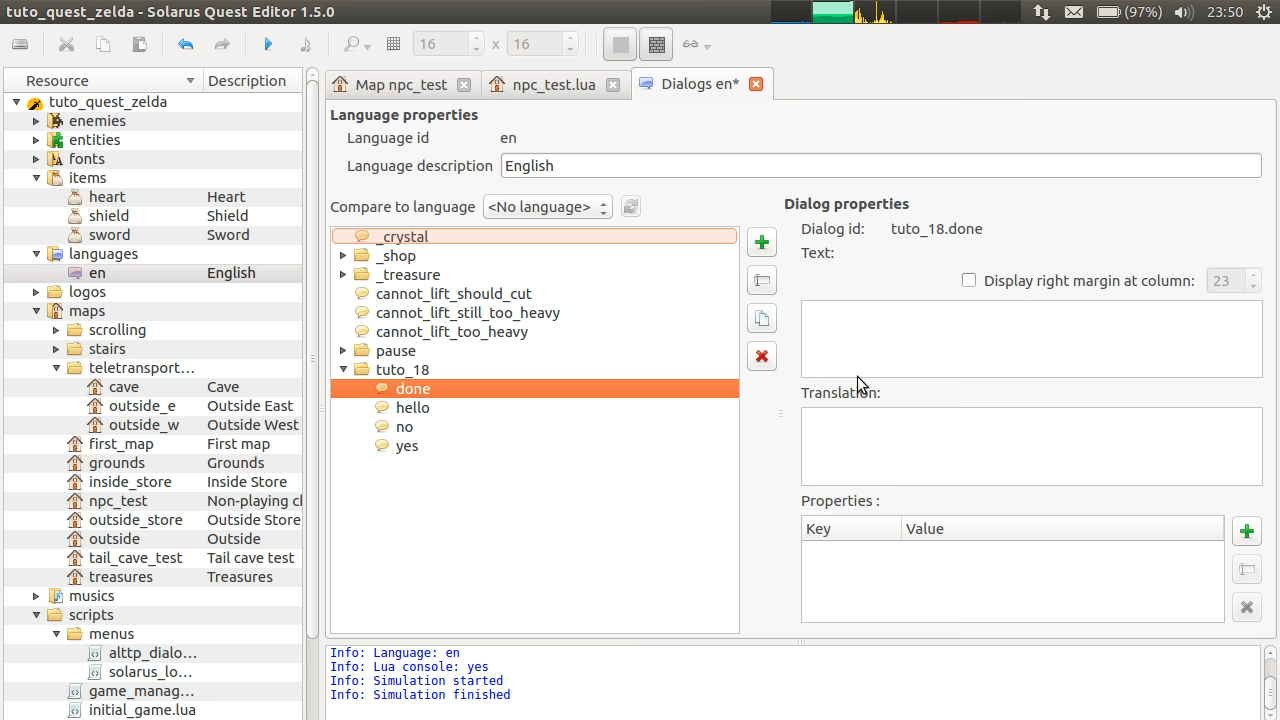 tuto_quest_zelda - Solarus Quest Editor 1.5.0
(97%)
23:50
16
x
16
Resource
Description
tuto_quest_zelda
enemies
entities
fonts
items
heart Heart
shield Shield
sword Sword
languages
en English
logos
maps
scrolling
stairs
teletransport...
cave Cave
outside_e Outside East
outside_w Outside West
first_map First map
grounds Grounds
inside_store Inside Store
npc_test Non-playing cl
outside_store Outside Store
outside Outside
tail_cave_test Tail cave test
treasures Treasures
musics
scripts
menus
alttp_dialo...
solarus_lo...
game_manag...
initial_game.lua
Map npc_test
npc_test.lua
Dialogs en*
Language properties
Language id en
Language description English
Compare to language <No language>
_crystal
_shop
_treasure
cannot_lift_should_cut
cannot_lift_still_too_heavy
cannot_lift_too_heavy
pause
tuto_18
done
hello
no
yes
Dialog properties
Dialog id: tuto_18.done
Text:
Display right margin at column: 23
Translation:
Properties :
Key Value
Info: Language: en
Info: Lua console: yes
Info: Simulation started
Info: Simulation finished